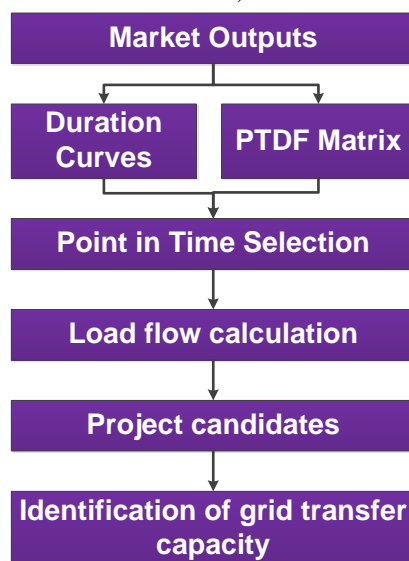 Market Outputs
Duration
Curves
PTDF Matrix
Point in Time Selection
Load flow calculation
Project candidates
Identification of grid transfer
capacity